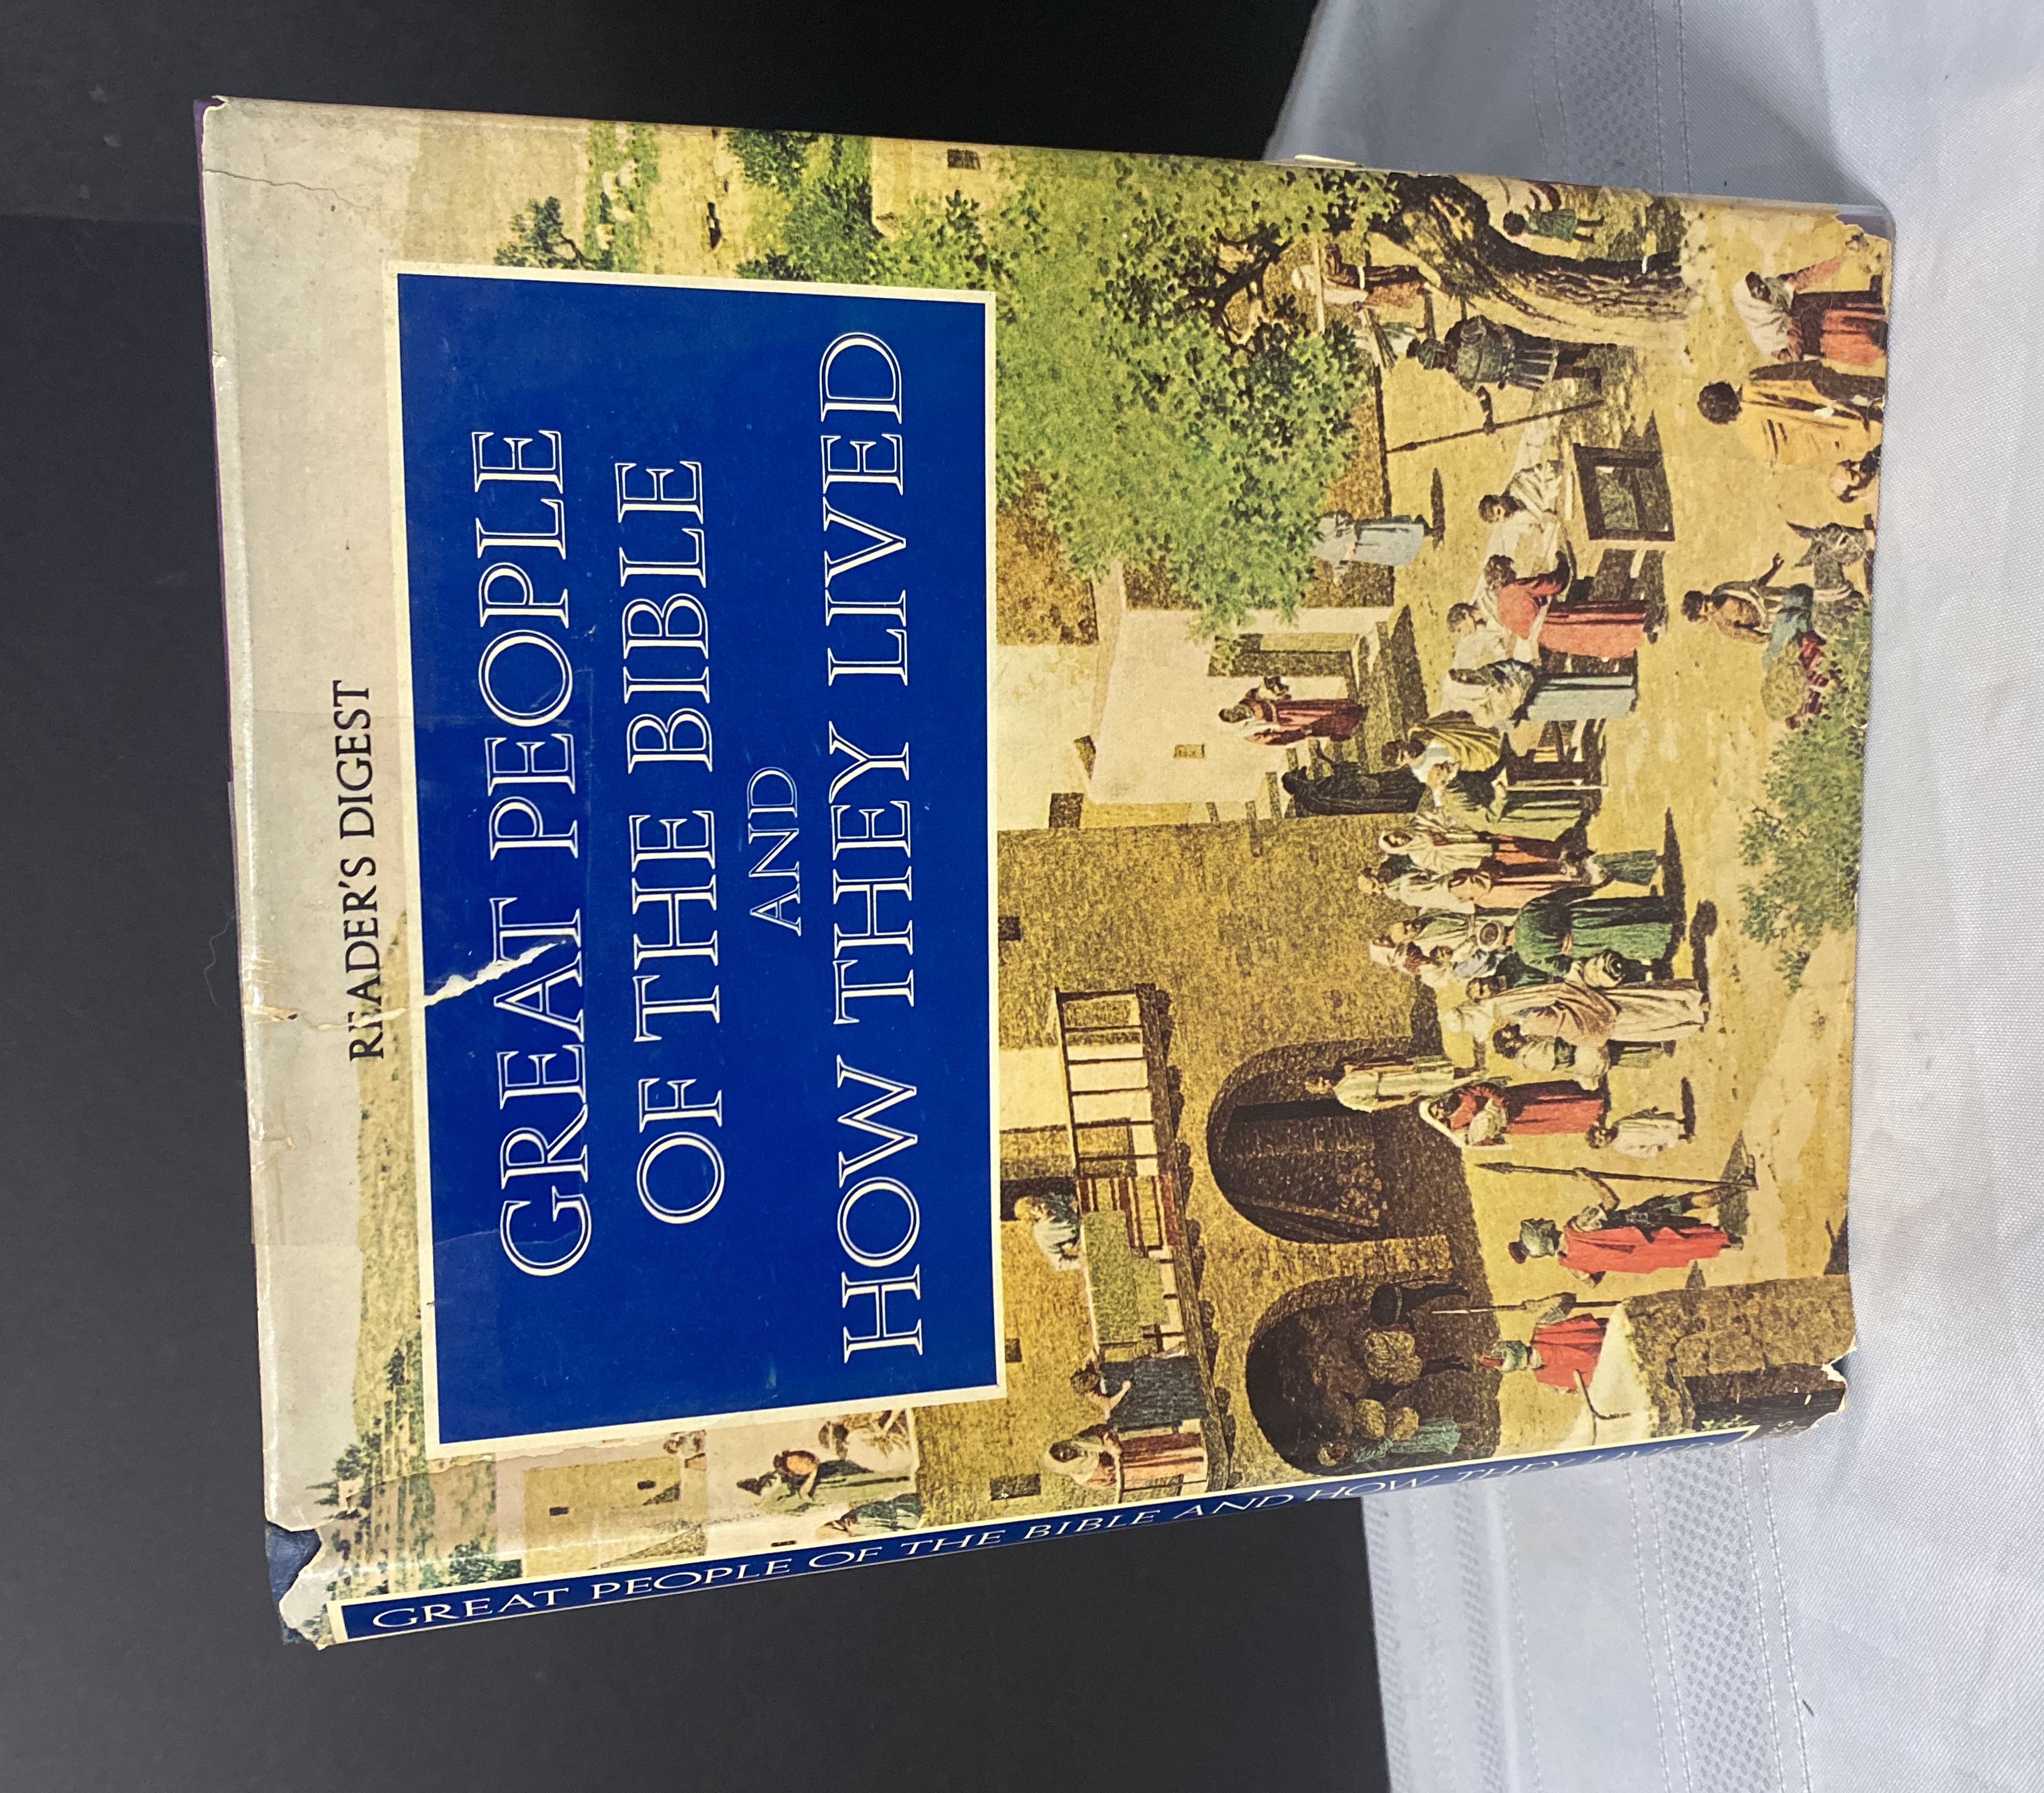 READER'S DIGEST
GREAT PEOPLE
OF THE BIBLE
AND
HOW THEY LIVED
GREAT PEOPLE OF THE BIBLE AND HOW THEY LIVED